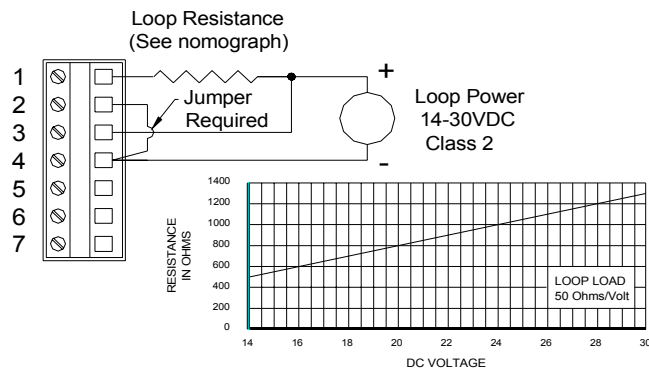 Loop Resistance
(See nomograph)
1
2
3
4
5
6
7
Jumper
Required
+
-
Loop Power
14-30VDC
Class 2
1400
1200
1000
800
600
400
200
0
RESISTANCE
IN OHMS
LOOP LOAD
50 Ohms/Volt
14 16 18 20 22 24 26 28 30
DC VOLTAGE